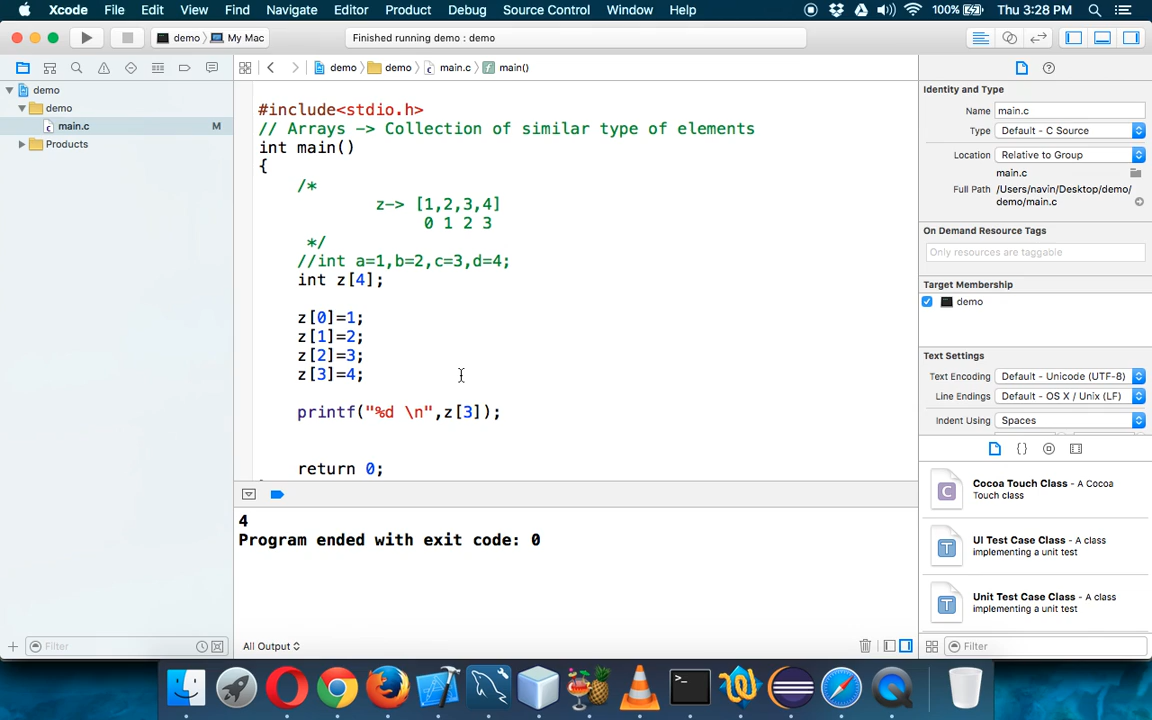 Xcode File Edit View Find Navigate Editor Product Debug Source Control Window Help 100% Thu 3:28 PM
demo My Mac Finished running demo : demo
demo demo main.c main()
demo
demo
main.c M
Products
#include<stdio.h>
// Arrays -> Collection of similar type of elements
int main()
{
/*
z-> [1,2,3,4]
0 1 2 3
*/
//int a=1,b=2,c=3,d=4;
int z[4];
z[0]=1;
z[1]=2;
z[2]=3;
z[3]=4;
printf("%d \n",z[3]);
return 0;
4
Program ended with exit code: 0
All Output
Filter
Identity and Type
Name main.c
Type Default - C Source
Location Relative to Group
main.c
Full Path /Users/navin/Desktop/demo/
demo/main.c
On Demand Resource Tags
Only resources are taggable
Target Membership
demo
Text Settings
Text Encoding Default - Unicode (UTF-8)
Line Endings Default - OS X / Unix (LF)
Indent Using Spaces
{ }
C Cocoa Touch Class - A Cocoa
Touch class
T UI Test Case Class - A class
implementing a unit test
T Unit Test Case Class - A class
implementing a unit test
Filter